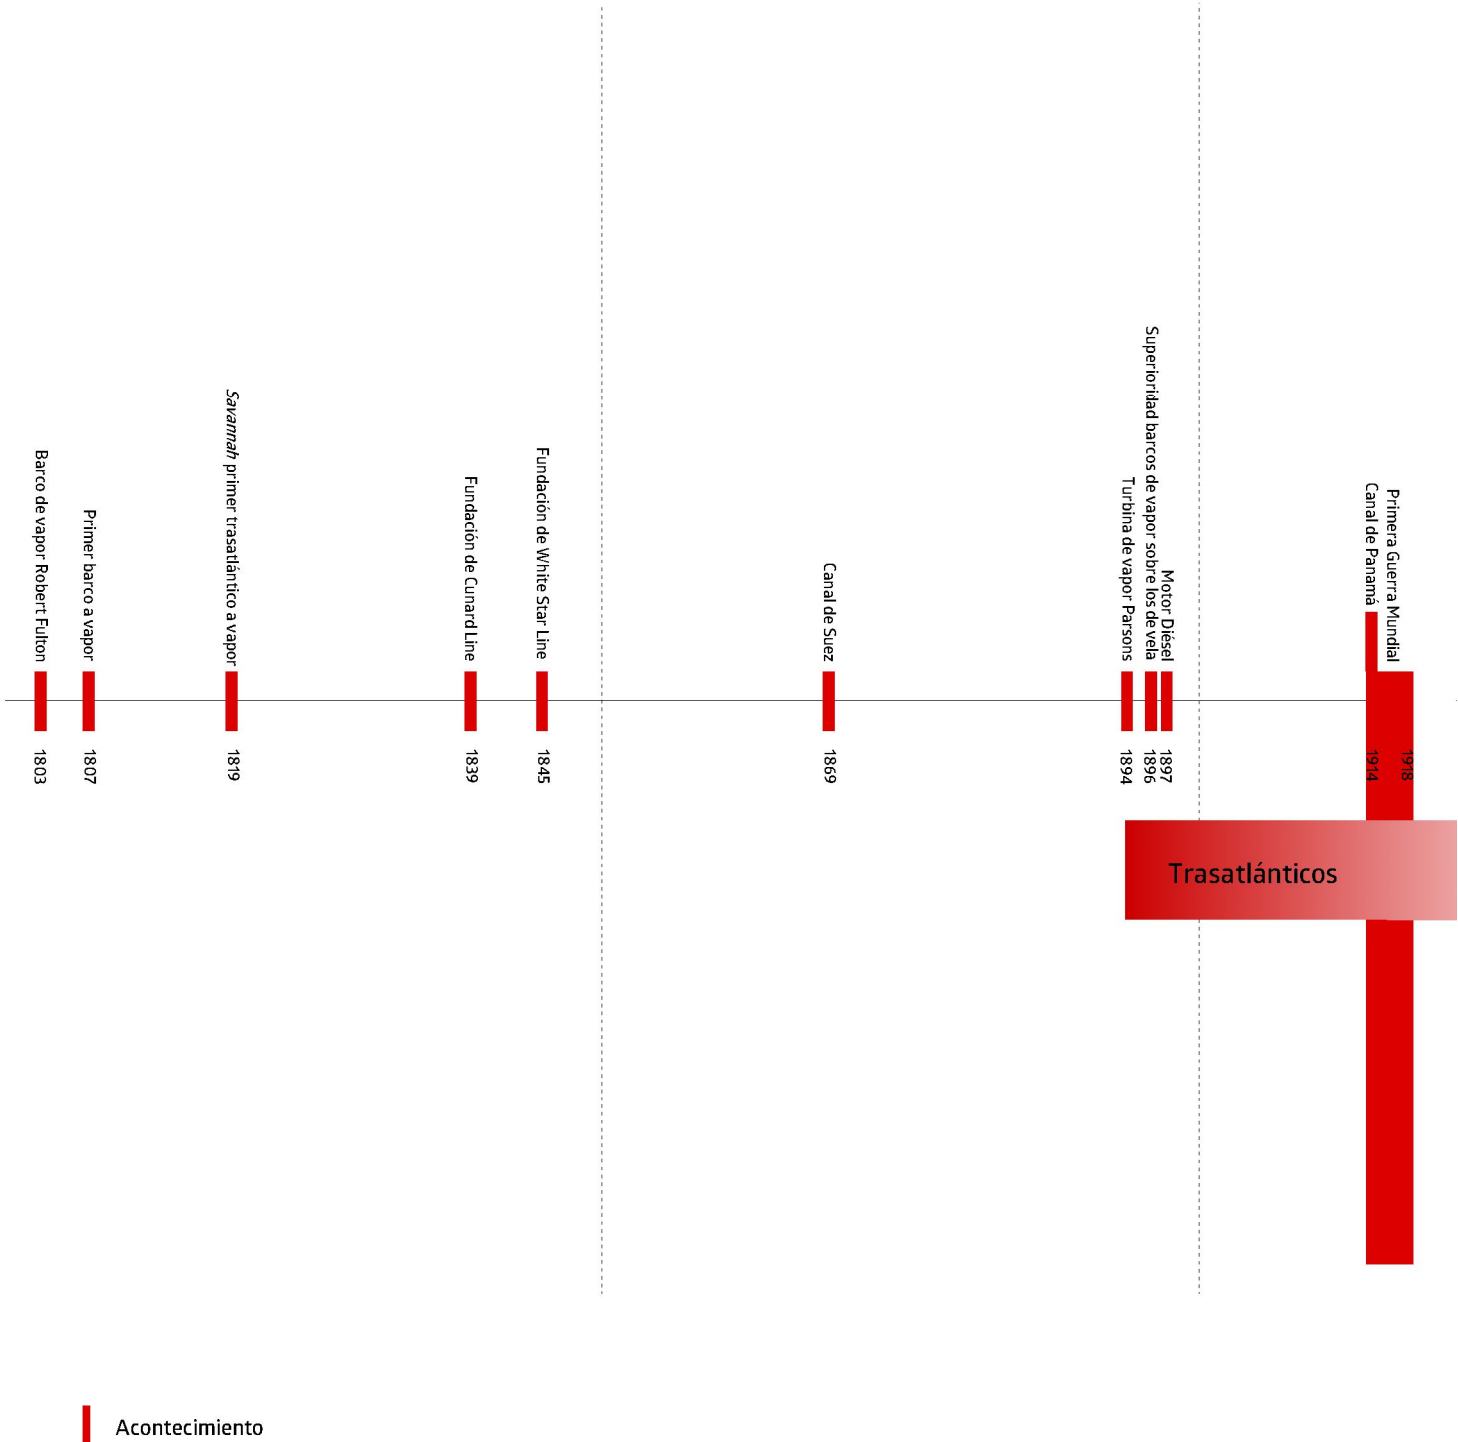 Barco de vapor Robert Fulton
1803
Primer barco a vapor
1807
Savannah primer trasatlántico a vapor
1819
Fundación de Cunard Line
1839
Fundación de White Star Line
1845
Canal de Suez
1869
Turbina de vapor Parsons
1894
Superioridad barcos de vapor sobre los de vela
1896
Motor Diésel
1897
Canal de Panamá
1914
Primera Guerra Mundial
1918
Trasatlánticos
Acontecimiento